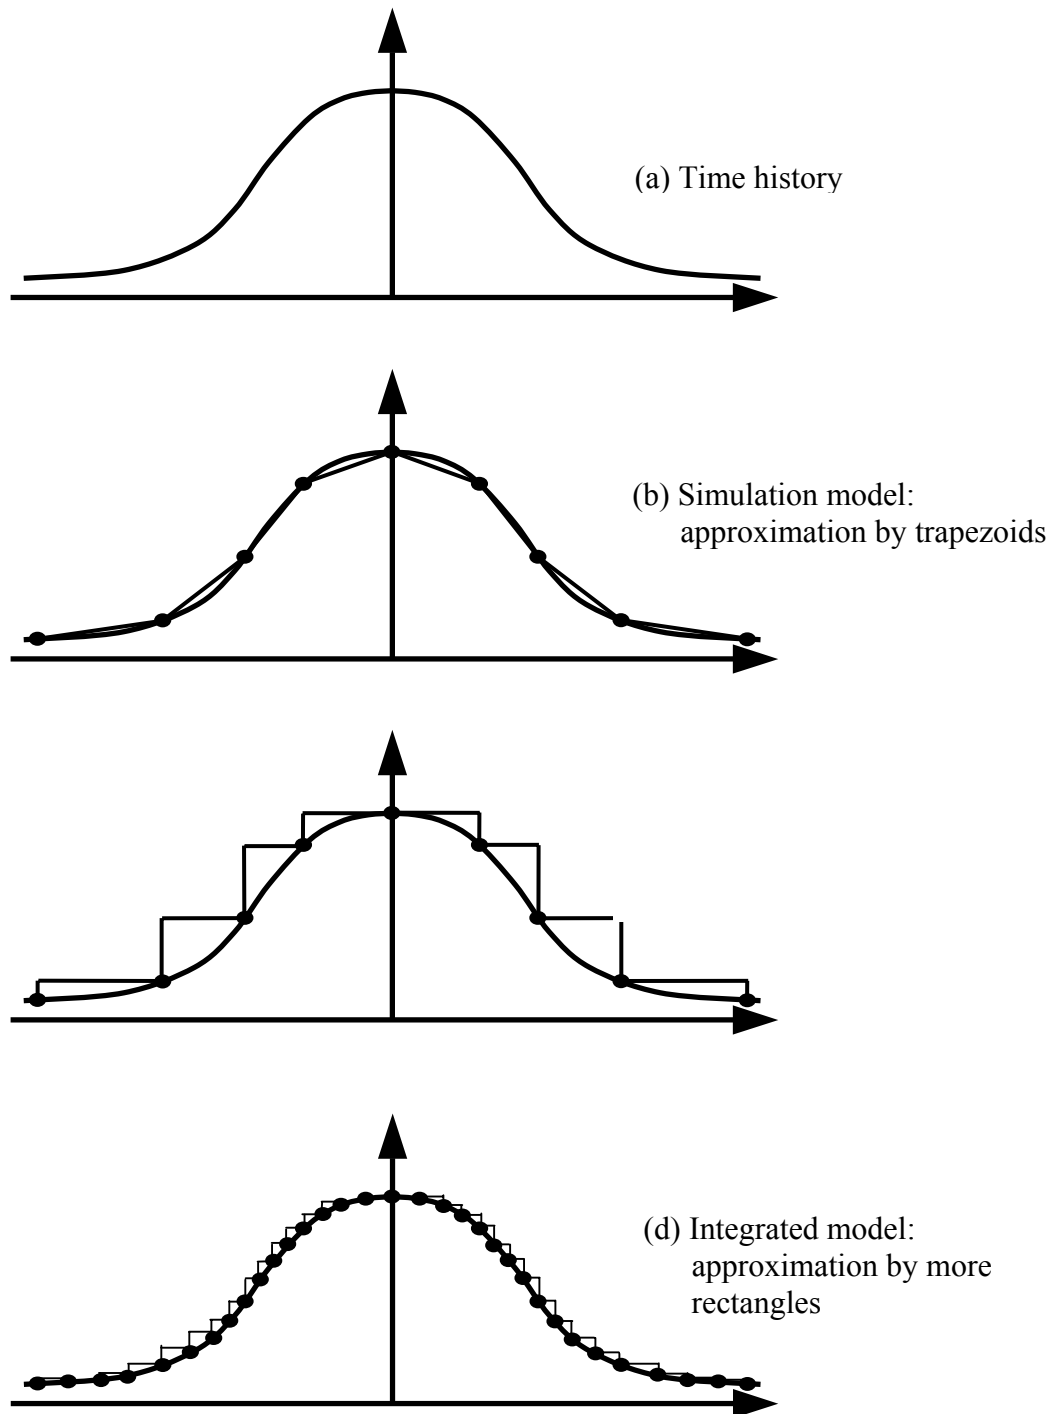 (a) Time history
(b) Simulation model:
approximation by trapezoids
(d) Integrated model:
approximation by more
rectangles